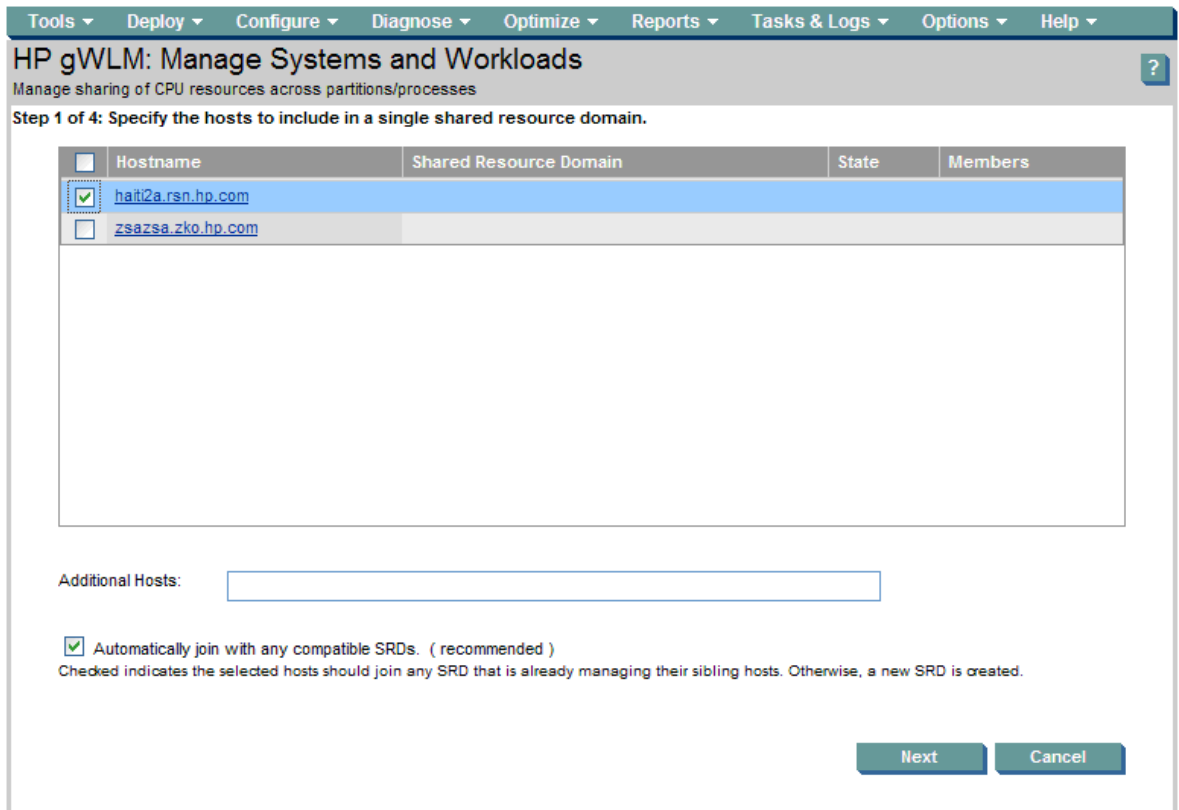 Tools Deploy Configure Diagnose Optimize Reports Tasks & Logs Options Help
HP gWLM: Manage Systems and Workloads
?
Manage sharing of CPU resources across partitions/processes
Step 1 of 4: Specify the hosts to include in a single shared resource domain.
Hostname Shared Resource Domain State Members
haiti2a.rsn.hp.com
zsazsa.zko.hp.com
Additional Hosts:
Automatically join with any compatible SRDs. ( recommended )
Checked indicates the selected hosts should join any SRD that is already managing their sibling hosts. Otherwise, a new SRD is created.
Next Cancel